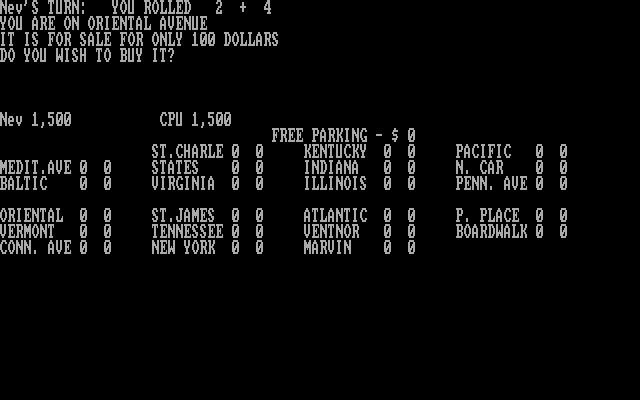 Nev'S TURN:  YOU ROLLED  2 + 4
YOU ARE ON ORIENTAL AVENUE
IT IS FOR SALE FOR ONLY 100 DOLLARS
DO YOU WISH TO BUY IT?
Nev 1,500  CPU 1,500
FREE PARKING - $ 0
ST.CHARLE 0 0  KENTUCKY 0 0  PACIFIC 0 0
MEDIT.AVE 0 0  STATES 0 0  INDIANA 0 0  N. CAR 0 0
BALTIC 0 0  VIRGINIA 0 0  ILLINOIS 0 0  PENN. AVE 0 0
ORIENTAL 0 0  ST.JAMES 0 0  ATLANTIC 0 0  P. PLACE 0 0
VERMONT 0 0  TENNESSEE 0 0  VENTNOR 0 0  BOARDWALK 0 0
CONN. AVE 0 0  NEW YORK 0 0  MARVIN 0 0